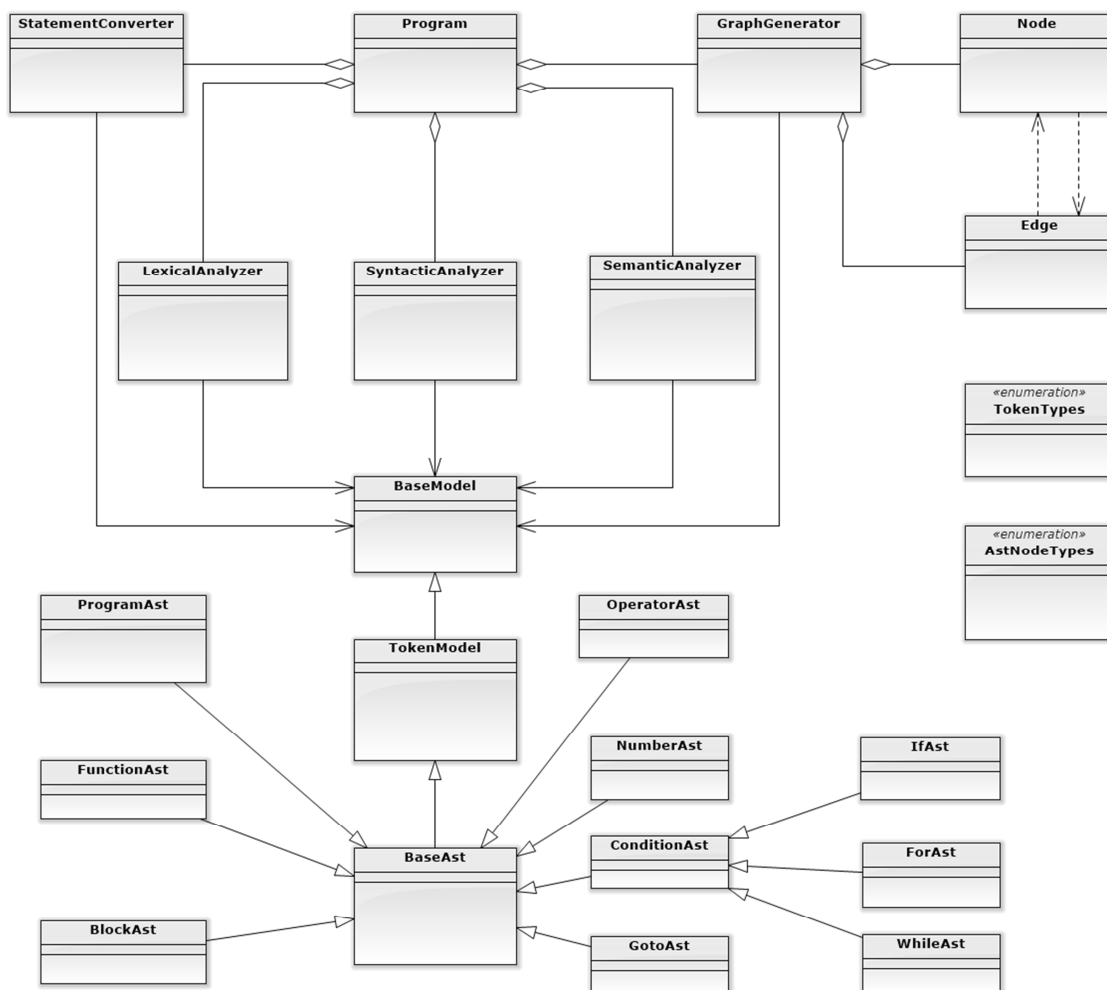 StatementConverter
Program
GraphGenerator
Node
Edge
LexicalAnalyzer
SyntacticAnalyzer
SemanticAnalyzer
«enumeration»
TokenTypes
BaseModel
«enumeration»
AstNodeTypes
ProgramAst
OperatorAst
TokenModel
NumberAst
IfAst
FunctionAst
ConditionAst
ForAst
BaseAst
BlockAst
GotoAst
WhileAst